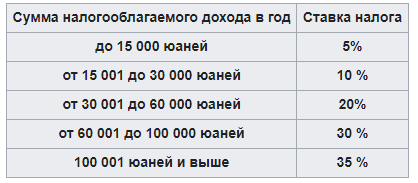 Сумма налогооблагаемого дохода в год Ставка налога
до 15 000 юаней 5%
от 15 001 до 30 000 юаней 10 %
от 30 001 до 60 000 юаней 20%
от 60 001 до 100 000 юаней 30 %
100 001 юаней и выше 35 %